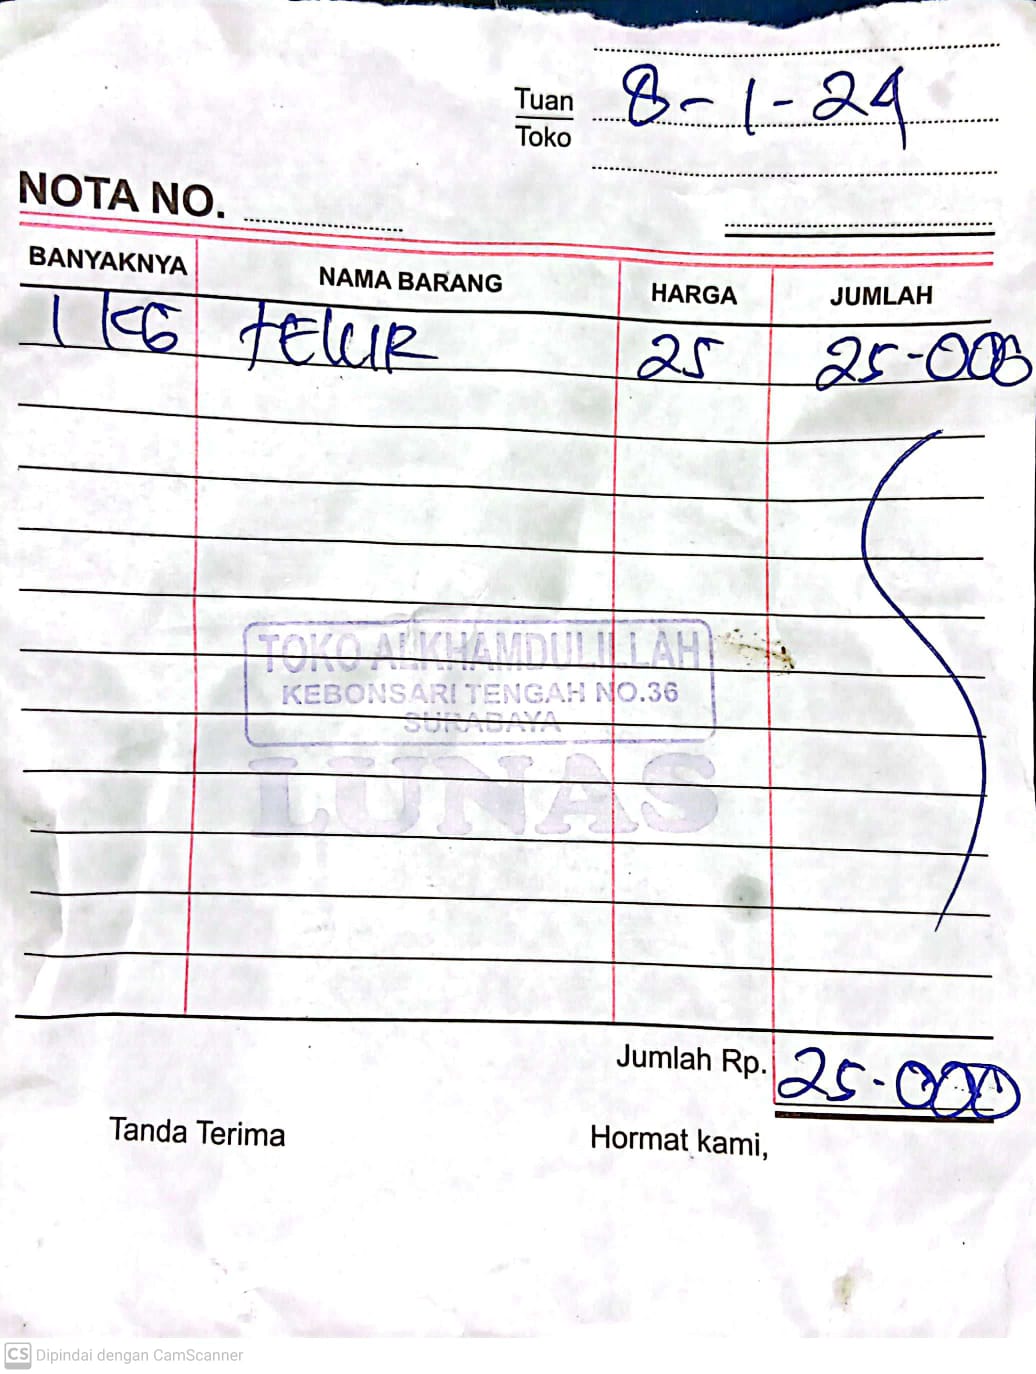 8-1-24
Tuan
Toko
NOTA NO.
BANYAKNYA NAMA BARANG HARGA JUMLAH
1 KG TELUR 25 25-000
TOKO ALKHAMDULILLAH
KEBONSARI TENGAH NO.36
SURABAYA
LUNAS
Jumlah Rp. 25-000
Tanda Terima Hormat kami,
CS Dipindai dengan CamScanner